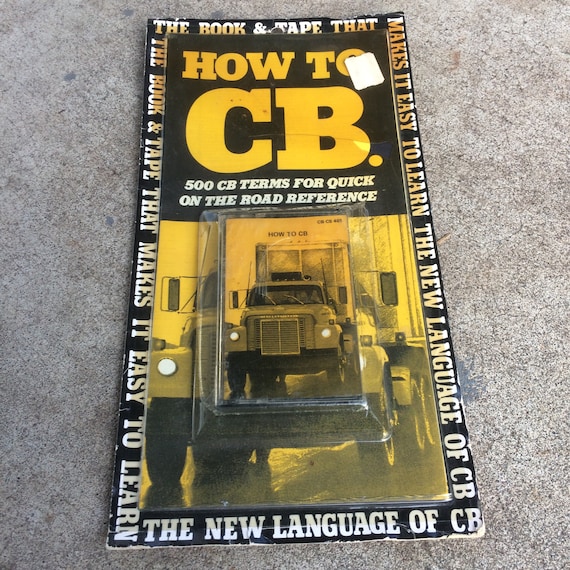 THE BOOK & TAPE THAT
MAKES IT EASY TO LEARN THE NEW LANGUAGE OF CB
THE BOOK & TAPE THAT MAKES IT EASY TO LEARN
THE NEW LANGUAGE OF CB
HOW TO
CB.
500 CB TERMS FOR QUICK
ON THE ROAD REFERENCE
HOW TO CB